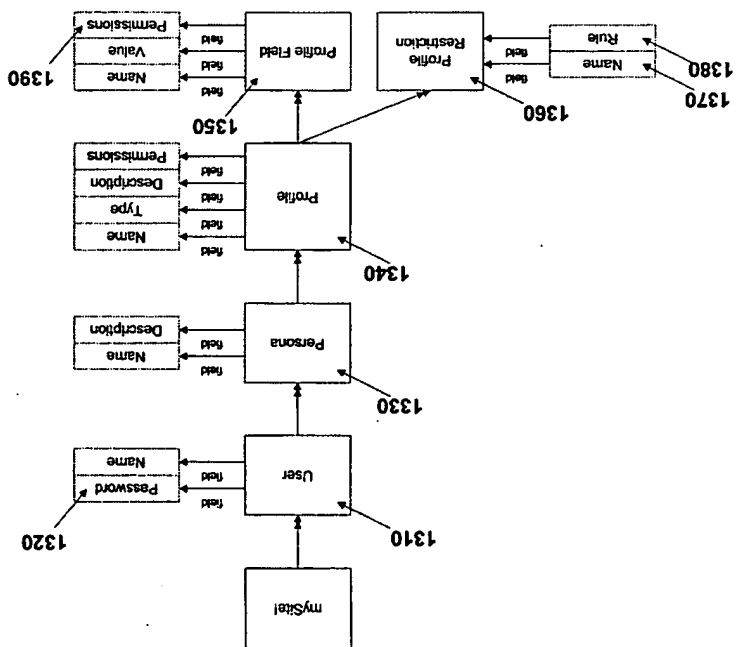 mySite!
1310
1320
User
field
Password
field
Name
1330
Persona
field
Name
field
Description
1340
Profile
field
Name
field
Type
field
Description
field
Permissions
1370
1380
Name
field
Rule
field
1360
Profile
Restriction
1350
Profile Field
field
Name
field
Value
field
Permissions
1390